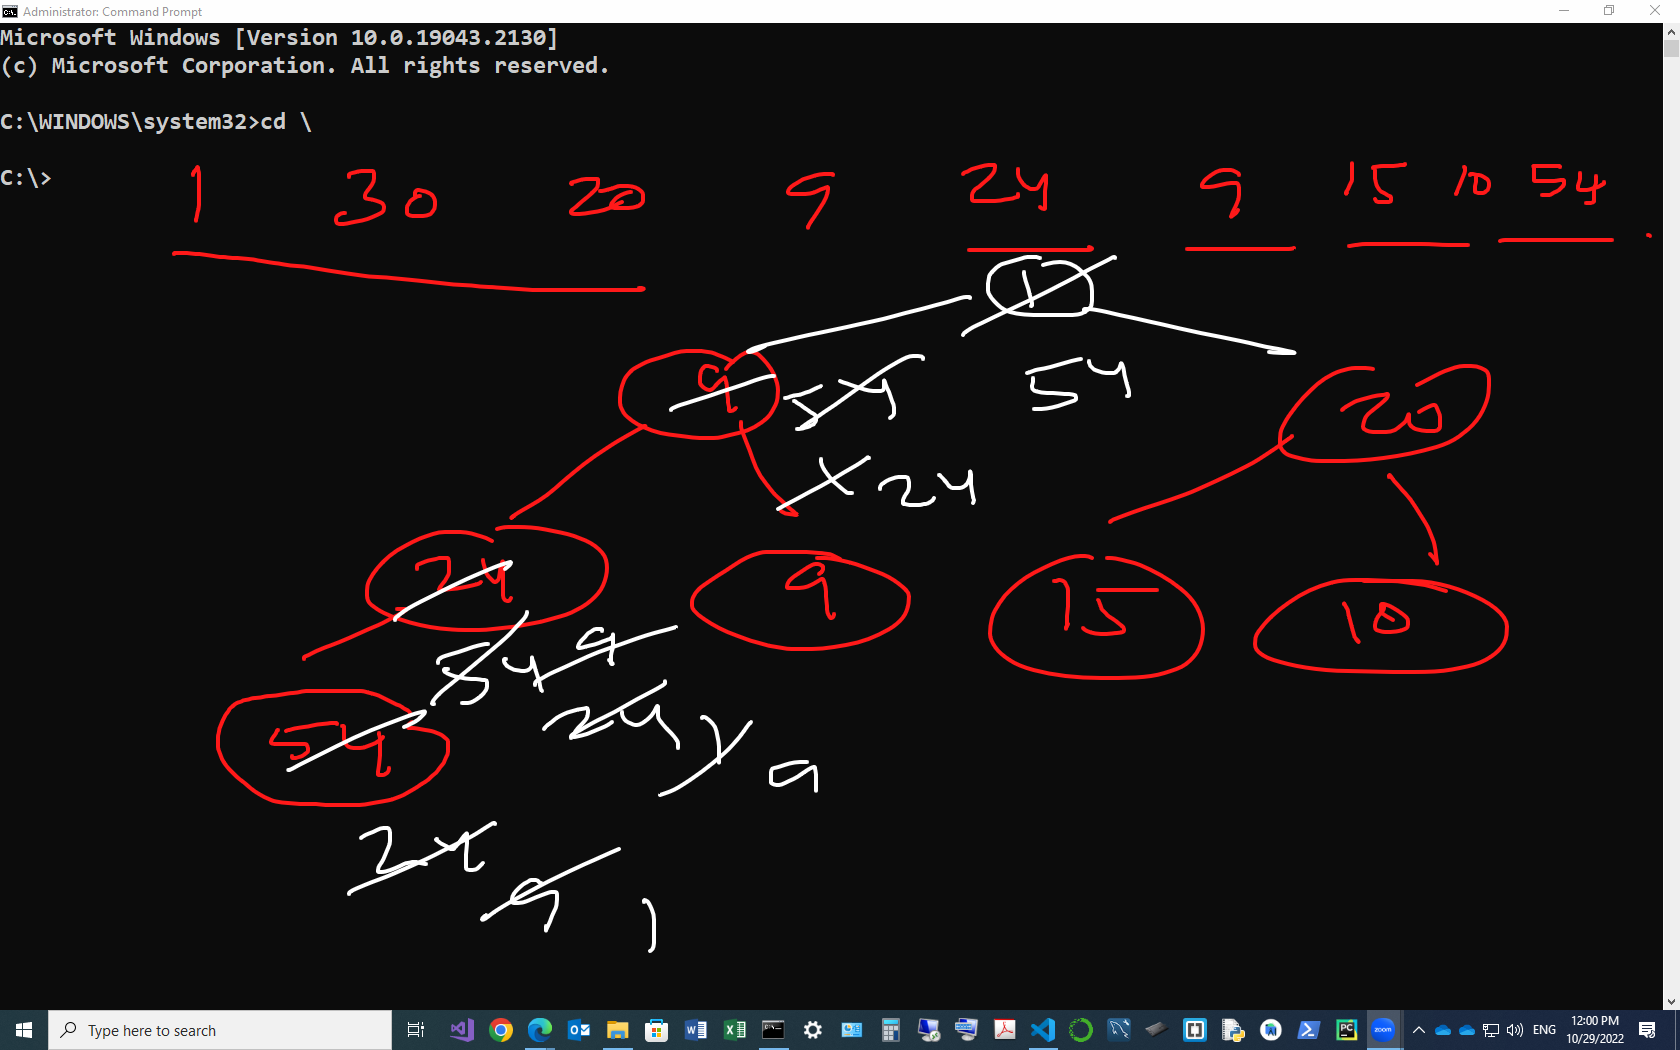 Administrator: Command Prompt
Microsoft Windows [Version 10.0.19043.2130]
(c) Microsoft Corporation. All rights reserved.
C:\WINDOWS\system32>cd \
C:\>
1 30 20 9 24 9 15 10 54
1
9 54 54 20
24
24 9 15 10
54 9
54 24 1 9
24
9 1
Type here to search
ENG
12:00 PM
10/29/2022
zoom